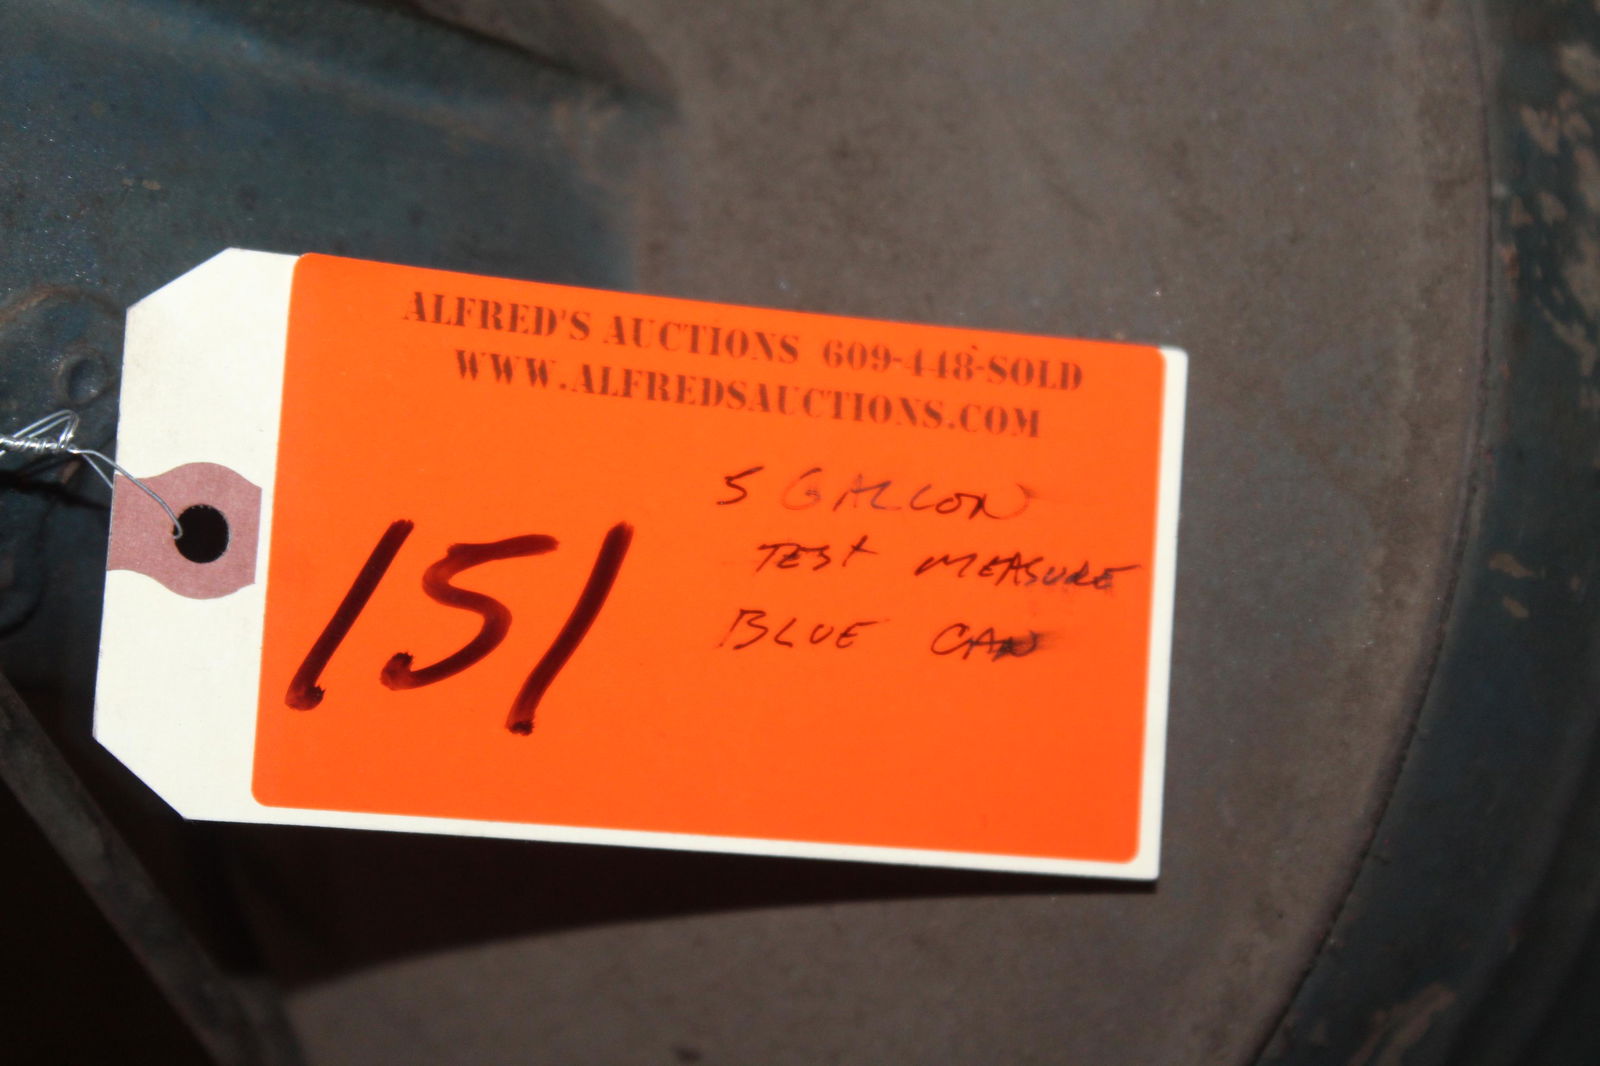 ALFRED'S AUCTIONS 609-448-SOLD
WWW.ALFREDSAUCTIONS.COM
151
5 GALLON
TEST MEASURE
BLUE CAN